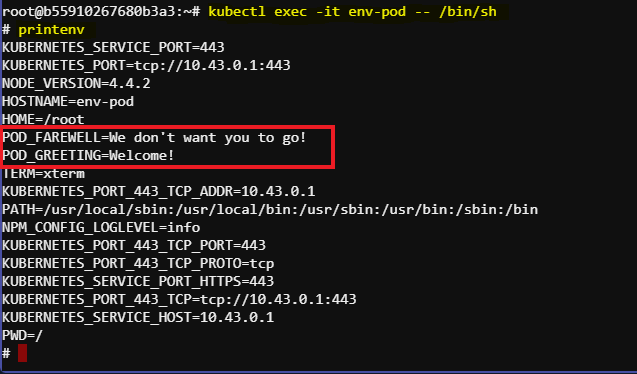 root@b55910267680b3a3:~# kubectl exec -it env-pod -- /bin/sh
# printenv
KUBERNETES_SERVICE_PORT=443
KUBERNETES_PORT=tcp://10.43.0.1:443
NODE_VERSION=4.4.2
HOSTNAME=env-pod
HOME=/root
POD_FAREWELL=We don't want you to go!
POD_GREETING=Welcome!
TERM=xterm
KUBERNETES_PORT_443_TCP_ADDR=10.43.0.1
PATH=/usr/local/sbin:/usr/local/bin:/usr/sbin:/usr/bin:/sbin:/bin
NPM_CONFIG_LOGLEVEL=info
KUBERNETES_PORT_443_TCP_PORT=443
KUBERNETES_PORT_443_TCP_PROTO=tcp
KUBERNETES_SERVICE_PORT_HTTPS=443
KUBERNETES_PORT_443_TCP=tcp://10.43.0.1:443
KUBERNETES_SERVICE_HOST=10.43.0.1
PWD=/
#